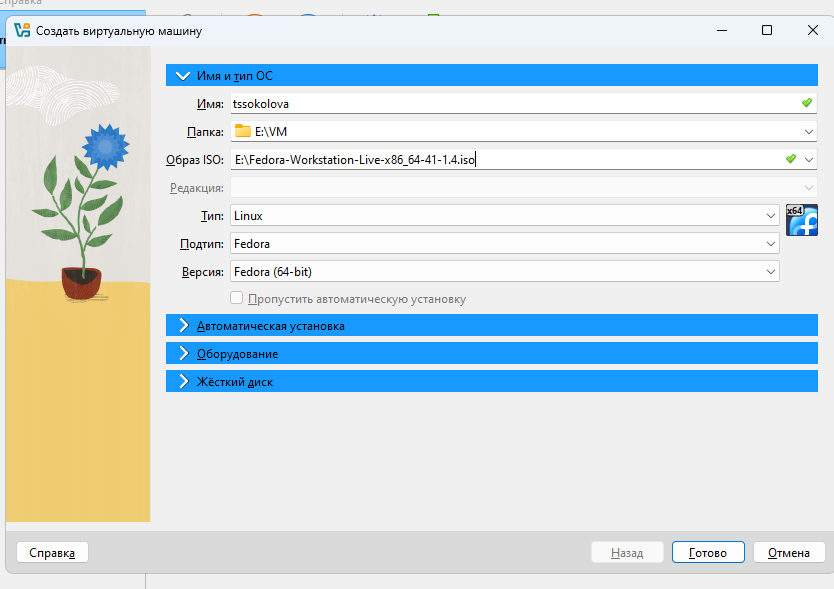 Справка
Создать виртуальную машину
Имя и тип ОС
Имя: tssokolova
Папка: E:\VM
Образ ISO: E:\Fedora-Workstation-Live-x86_64-41-1.4.iso
Редакция:
Тип: Linux
x64
Подтип: Fedora
Версия: Fedora (64-bit)
Пропустить автоматическую установку
Автоматическая установка
Оборудование
Жёсткий диск
Справка Назад Готово Отмена